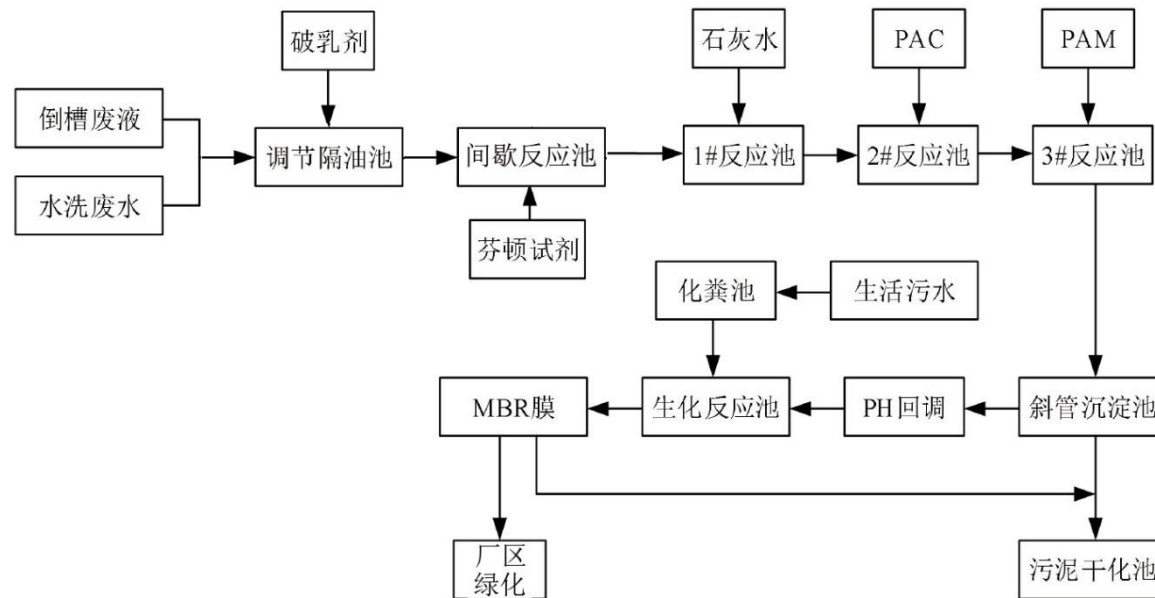 破乳剂
石灰水
PAC
PAM
倒槽废液
水洗废水
调节隔油池
间歇反应池
1#反应池
2#反应池
3#反应池
芬顿试剂
化粪池
生活污水
MBR膜
生化反应池
PH回调
斜管沉淀池
厂区
绿化
污泥干化池